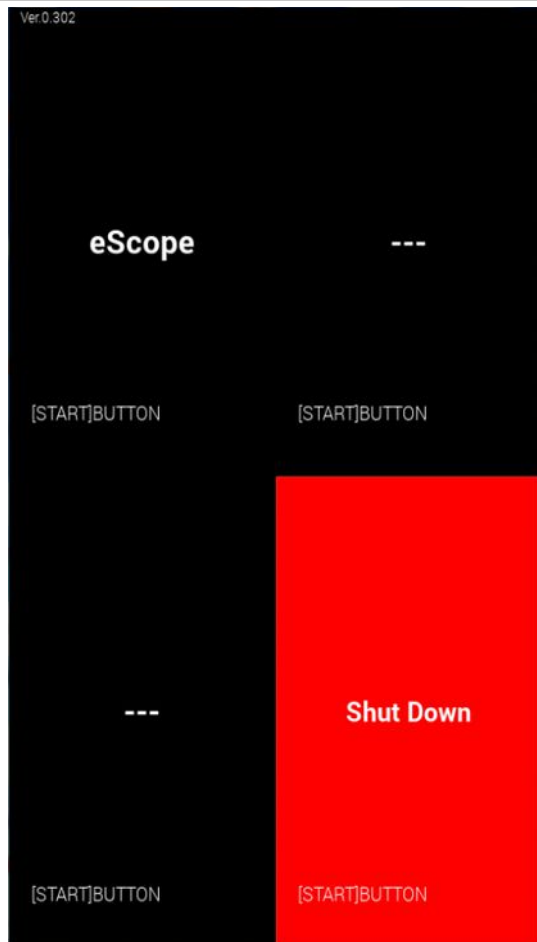 Ver.0.302
eScope
---
[START]BUTTON
[START]BUTTON
---
Shut Down
[START]BUTTON
[START]BUTTON